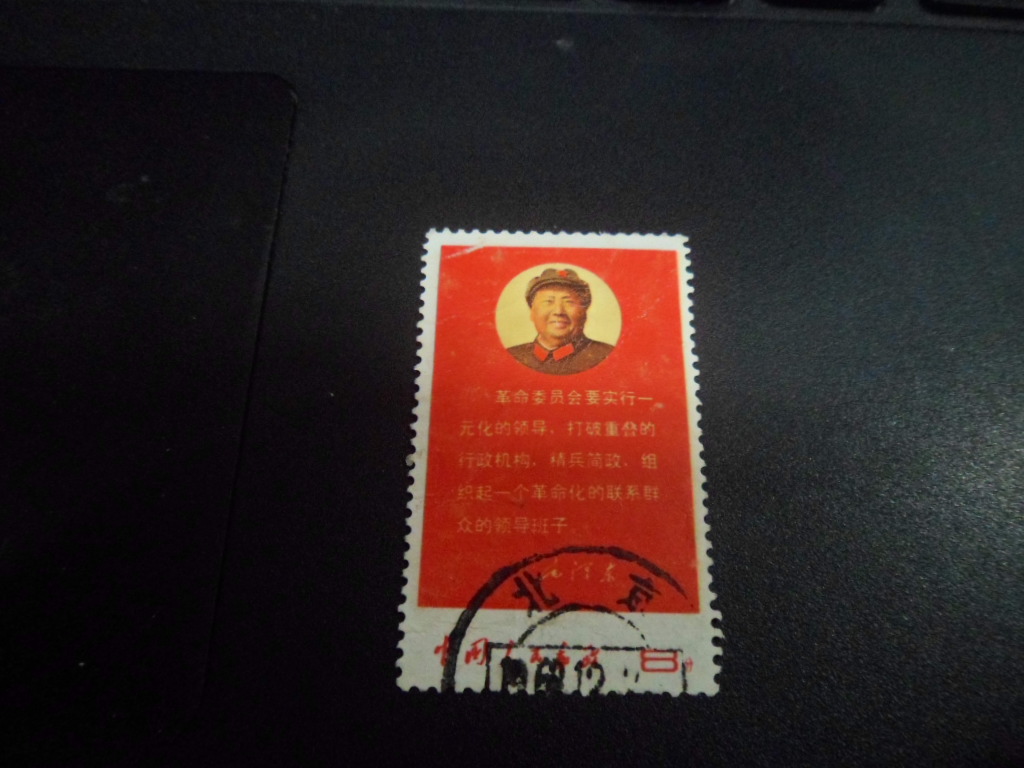 革命委员会要实行一
元化的领导，打破重叠的
行政机构，精兵简政，组
织起一个革命化的联系群
众的领导班子。
毛泽东
北京
中国人民邮政 8分